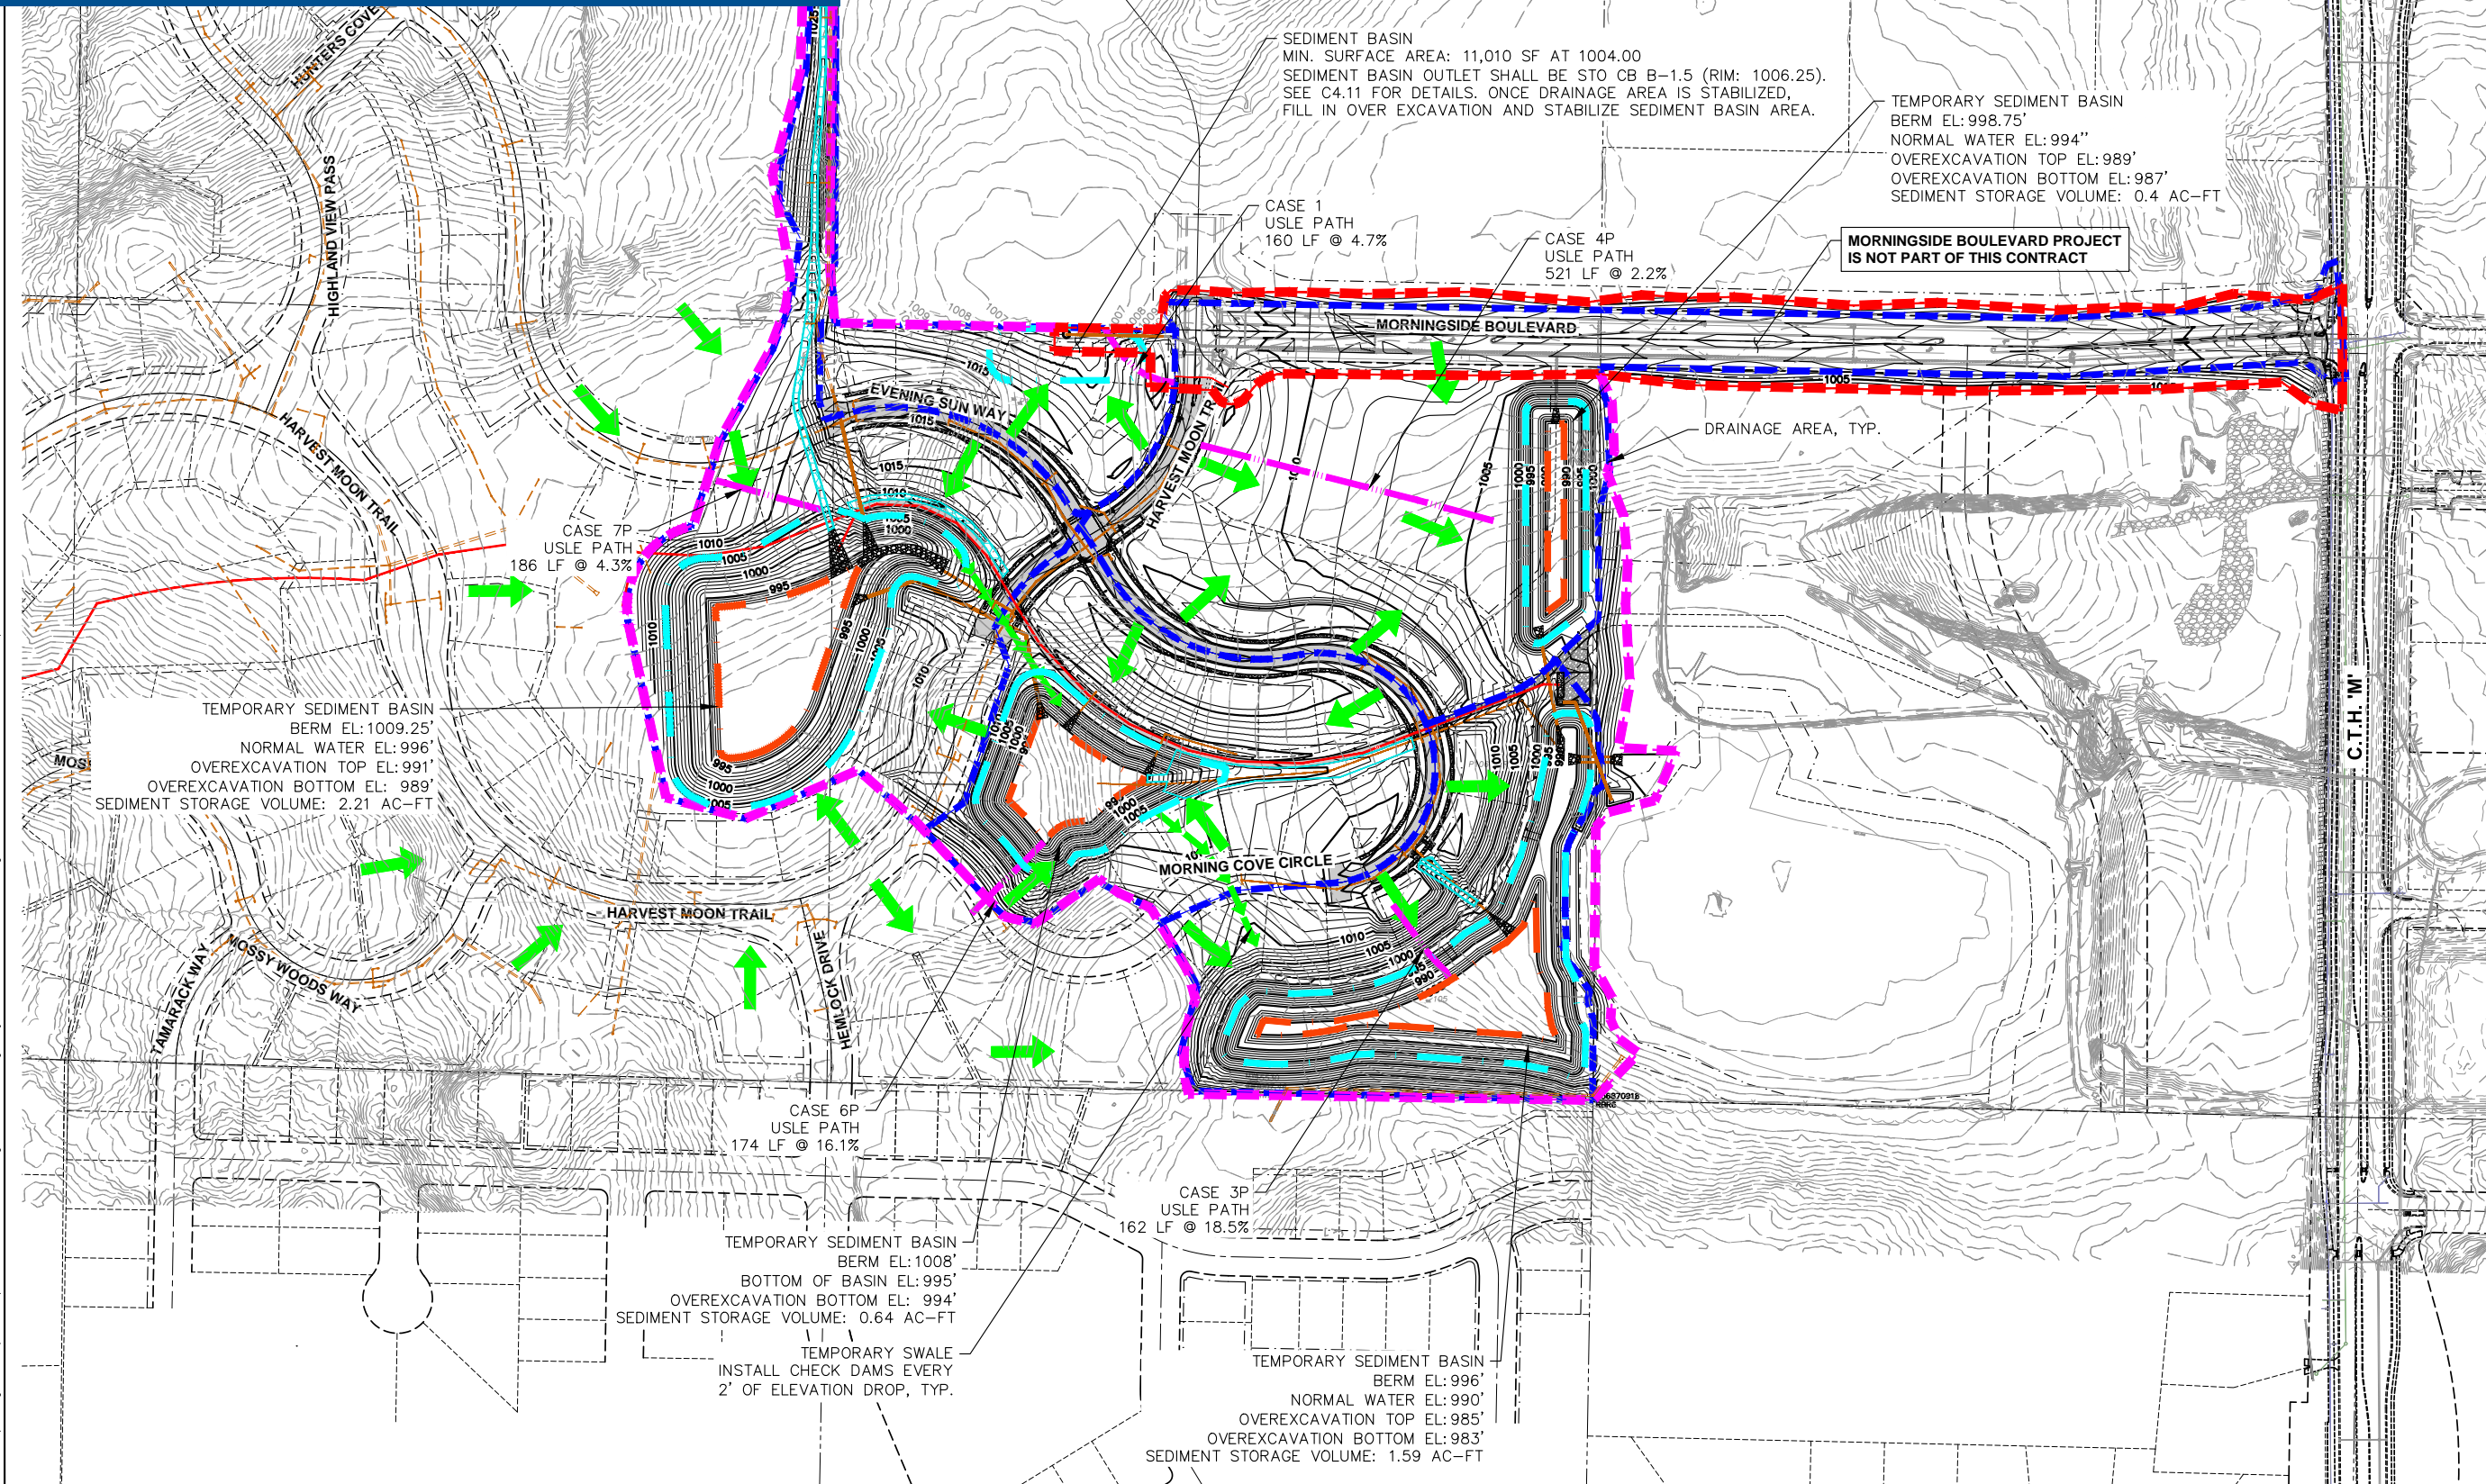 SEDIMENT BASIN
MIN. SURFACE AREA: 11,010 SF AT 1004.00
SEDIMENT BASIN OUTLET SHALL BE STO CB B-1.5 (RIM: 1006.25).
SEE C4.11 FOR DETAILS. ONCE DRAINAGE AREA IS STABILIZED,
FILL IN OVER EXCAVATION AND STABILIZE SEDIMENT BASIN AREA.
TEMPORARY SEDIMENT BASIN
BERM EL: 998.75'
NORMAL WATER EL: 994''
OVEREXCAVATION TOP EL: 989'
OVEREXCAVATION BOTTOM EL: 987'
SEDIMENT STORAGE VOLUME: 0.4 AC-FT
CASE 1
USLE PATH
160 LF @ 4.7%
CASE 4P
USLE PATH
521 LF @ 2.2%
MORNINGSIDE BOULEVARD PROJECT
IS NOT PART OF THIS CONTRACT
HUNTERS COVE
HIGHLAND VIEW PASS
MORNINGSIDE BOULEVARD
EVENING SUN WAY
HARVEST MOON TR
DRAINAGE AREA, TYP.
HARVEST MOON TRAIL
CASE 7P
USLE PATH
186 LF @ 4.3%
TEMPORARY SEDIMENT BASIN
BERM EL: 1009.25'
NORMAL WATER EL: 996'
OVEREXCAVATION TOP EL: 991'
OVEREXCAVATION BOTTOM EL: 989'
SEDIMENT STORAGE VOLUME: 2.21 AC-FT
MOSS
C.T.H. 'M'
MORNING COVE CIRCLE
HARVEST MOON TRAIL
MOSSY WOODS WAY
TAMARACK WAY
HEMLOCK DRIVE
CASE 6P
USLE PATH
174 LF @ 16.1%
CASE 3P
USLE PATH
162 LF @ 18.5%
TEMPORARY SEDIMENT BASIN
BERM EL: 1008'
BOTTOM OF BASIN EL: 995'
OVEREXCAVATION BOTTOM EL: 994'
SEDIMENT STORAGE VOLUME: 0.64 AC-FT
TEMPORARY SWALE
INSTALL CHECK DAMS EVERY
2' OF ELEVATION DROP, TYP.
TEMPORARY SEDIMENT BASIN
BERM EL: 996'
NORMAL WATER EL: 990'
OVEREXCAVATION TOP EL: 985'
OVEREXCAVATION BOTTOM EL: 983'
SEDIMENT STORAGE VOLUME: 1.59 AC-FT